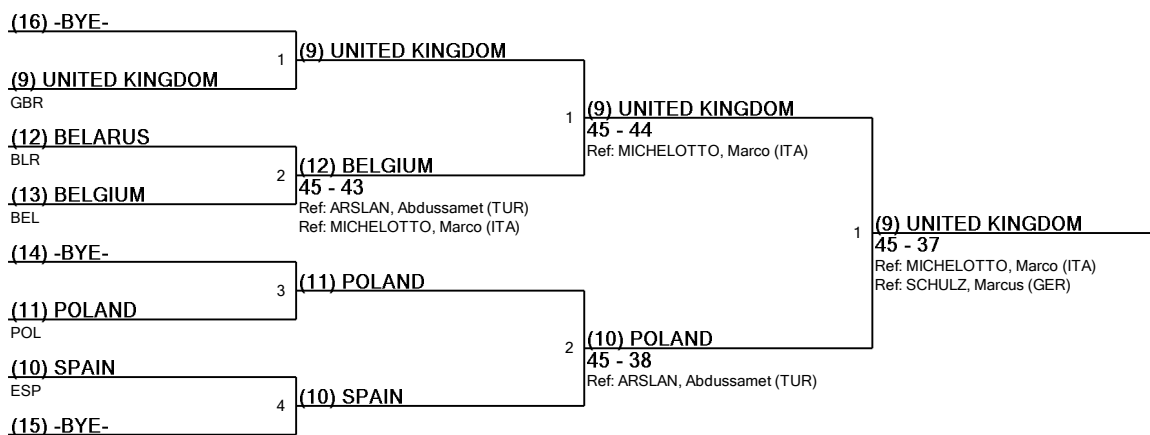 (16) -BYE-
(9) UNITED KINGDOM
GBR
(12) BELARUS
BLR
(13) BELGIUM
BEL
(14) -BYE-
(11) POLAND
POL
(10) SPAIN
ESP
(15) -BYE-
1
(9) UNITED KINGDOM
2
(12) BELGIUM
45 - 43
Ref: ARSLAN, Abdussamet (TUR)
Ref: MICHELOTTO, Marco (ITA)
3
(11) POLAND
4
(10) SPAIN
1
(9) UNITED KINGDOM
45 - 44
Ref: MICHELOTTO, Marco (ITA)
2
(10) POLAND
45 - 38
Ref: ARSLAN, Abdussamet (TUR)
1
(9) UNITED KINGDOM
45 - 37
Ref: MICHELOTTO, Marco (ITA)
Ref: SCHULZ, Marcus (GER)